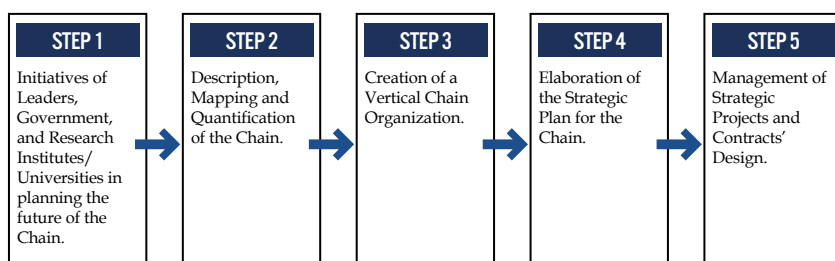 STEP 1
Initiatives of
Leaders,
Government,
and Research
Institutes/
Universities in
planning the
future of the
Chain.
STEP 2
Description,
Mapping and
Quantification
of the Chain.
STEP 3
Creation of a
Vertical Chain
Organization.
STEP 4
Elaboration of
the Strategic
Plan for the
Chain.
STEP 5
Management of
Strategic
Projects and
Contracts’
Design.